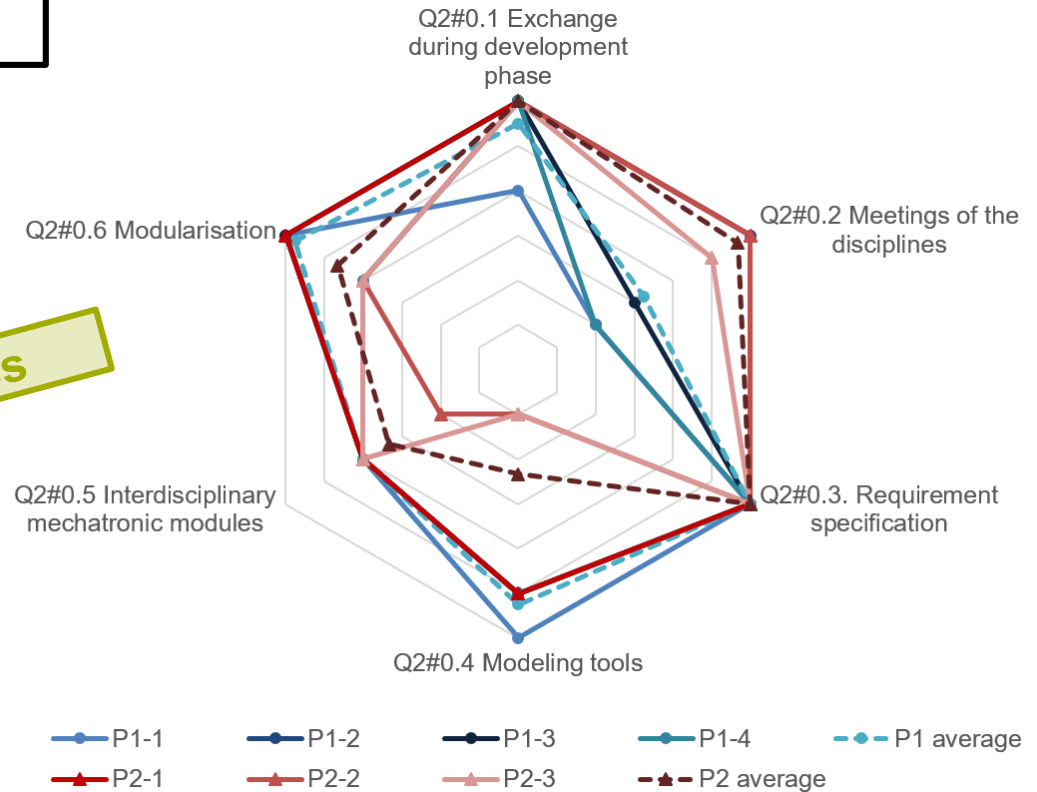 Q2#0.1 Exchange
during development
phase
Q2#0.6 Modularisation
Q2#0.2 Meetings of the
disciplines
Q2#0.5 Interdisciplinary
mechatronic modules
Q2#0.3. Requirement
specification
Q2#0.4 Modeling tools
P1-1 P1-2 P1-3 P1-4 P1 average
P2-1 P2-2 P2-3 P2 average